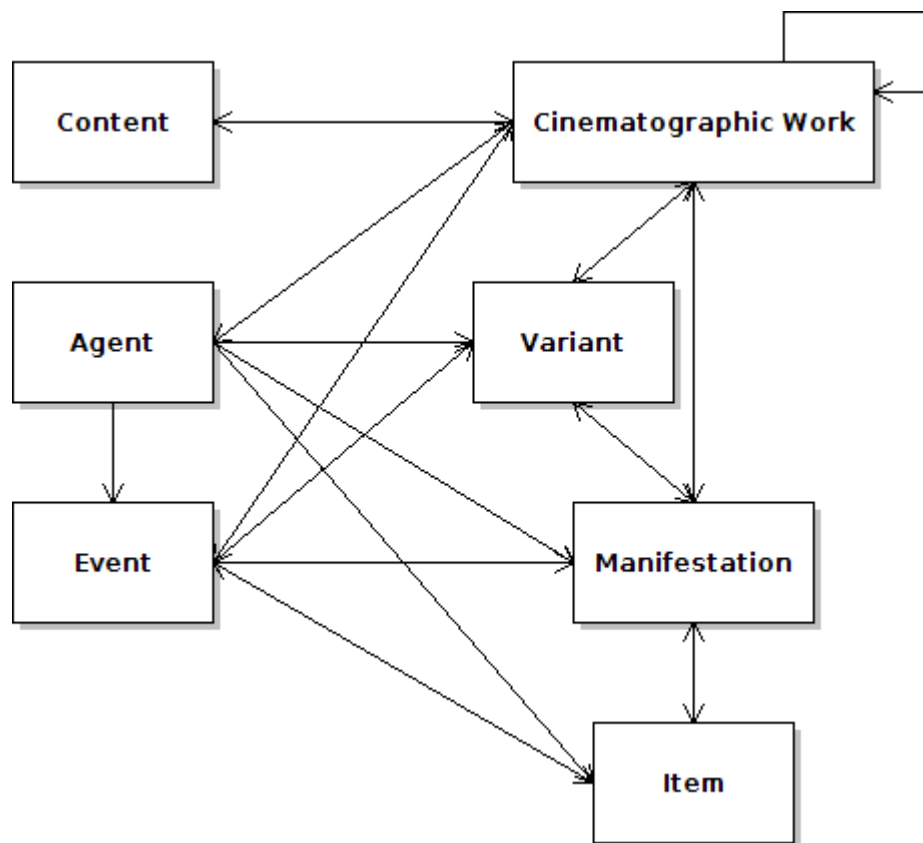 Content
Cinematographic Work
Agent
Variant
Event
Manifestation
Item